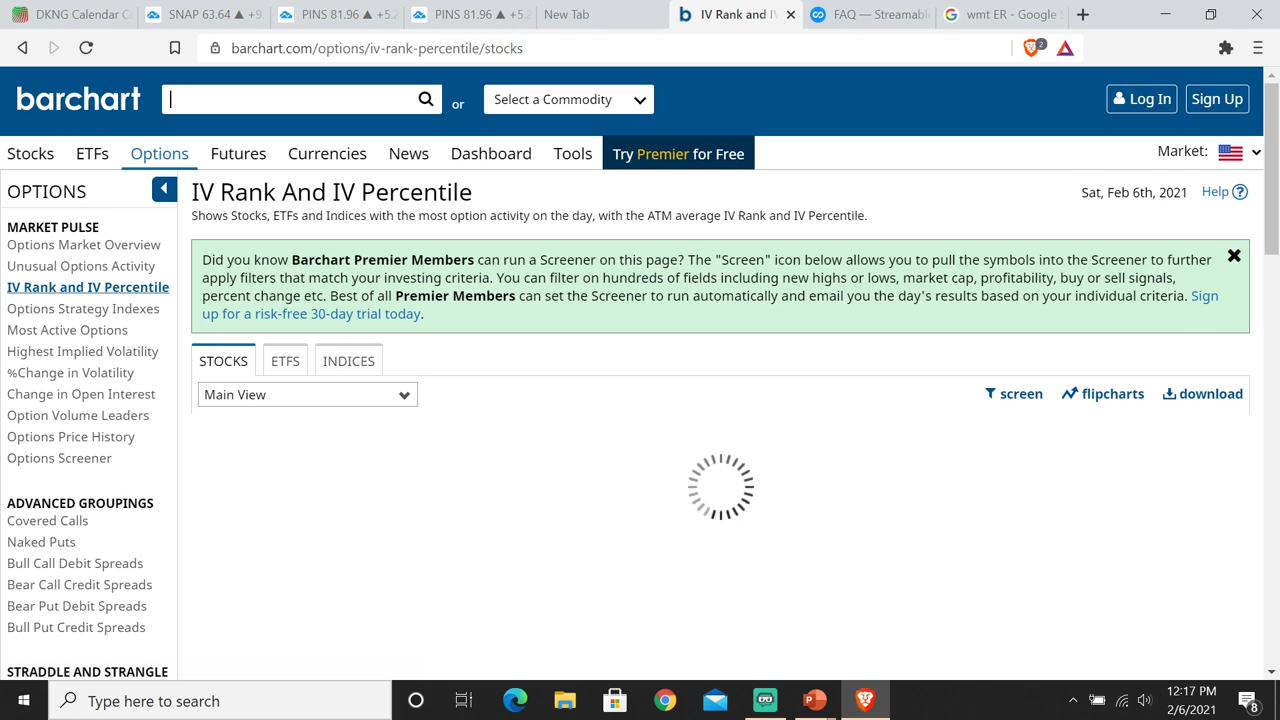 DKNG Calendar C
SNAP 63.64 ▲ +9.
PINS 81.96 ▲ +5.2
PINS 81.96 ▲ +5.2
New Tab
IV Rank and IV
FAQ — Streamabl
wmt ER - Google
barchart.com/options/iv-rank-percentile/stocks
2
barchart
or
Select a Commodity
Log In
Sign Up
Stocks
ETFs
Options
Futures
Currencies
News
Dashboard
Tools
Try Premier for Free
Market:
OPTIONS
MARKET PULSE
Options Market Overview
Unusual Options Activity
IV Rank and IV Percentile
Options Strategy Indexes
Most Active Options
Highest Implied Volatility
%Change in Volatility
Change in Open Interest
Option Volume Leaders
Options Price History
Options Screener
ADVANCED GROUPINGS
Covered Calls
Naked Puts
Bull Call Debit Spreads
Bear Call Credit Spreads
Bear Put Debit Spreads
Bull Put Credit Spreads
STRADDLE AND STRANGLE
IV Rank And IV Percentile
Sat, Feb 6th, 2021
Help
Shows Stocks, ETFs and Indices with the most option activity on the day, with the ATM average IV Rank and IV Percentile.
Did you know Barchart Premier Members can run a Screener on this page? The "Screen" icon below allows you to pull the symbols into the Screener to further
apply filters that match your investing criteria. You can filter on hundreds of fields including new highs or lows, market cap, profitability, buy or sell signals,
percent change etc. Best of all Premier Members can set the Screener to run automatically and email you the day's results based on your individual criteria. Sign
up for a risk-free 30-day trial today.
STOCKS
ETFS
INDICES
Main View
screen
flipcharts
download
Type here to search
12:17 PM
2/6/2021
8